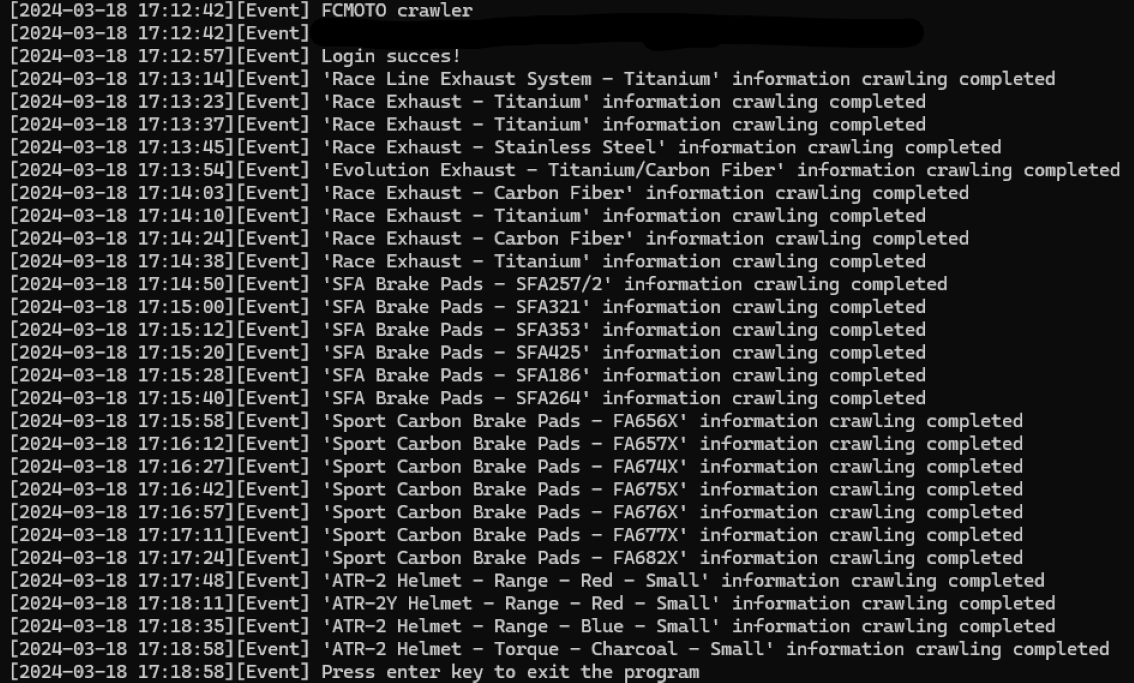 [2024-03-18 17:12:42][Event] FCMOTO crawler
[2024-03-18 17:12:42][Event]
[2024-03-18 17:12:57][Event] Login succes!
[2024-03-18 17:13:14][Event] 'Race Line Exhaust System - Titanium' information crawling completed
[2024-03-18 17:13:23][Event] 'Race Exhaust - Titanium' information crawling completed
[2024-03-18 17:13:37][Event] 'Race Exhaust - Titanium' information crawling completed
[2024-03-18 17:13:45][Event] 'Race Exhaust - Stainless Steel' information crawling completed
[2024-03-18 17:13:54][Event] 'Evolution Exhaust - Titanium/Carbon Fiber' information crawling completed
[2024-03-18 17:14:03][Event] 'Race Exhaust - Carbon Fiber' information crawling completed
[2024-03-18 17:14:10][Event] 'Race Exhaust - Titanium' information crawling completed
[2024-03-18 17:14:24][Event] 'Race Exhaust - Carbon Fiber' information crawling completed
[2024-03-18 17:14:38][Event] 'Race Exhaust - Titanium' information crawling completed
[2024-03-18 17:14:50][Event] 'SFA Brake Pads - SFA257/2' information crawling completed
[2024-03-18 17:15:00][Event] 'SFA Brake Pads - SFA321' information crawling completed
[2024-03-18 17:15:12][Event] 'SFA Brake Pads - SFA353' information crawling completed
[2024-03-18 17:15:20][Event] 'SFA Brake Pads - SFA425' information crawling completed
[2024-03-18 17:15:28][Event] 'SFA Brake Pads - SFA186' information crawling completed
[2024-03-18 17:15:40][Event] 'SFA Brake Pads - SFA264' information crawling completed
[2024-03-18 17:15:58][Event] 'Sport Carbon Brake Pads - FA656X' information crawling completed
[2024-03-18 17:16:12][Event] 'Sport Carbon Brake Pads - FA657X' information crawling completed
[2024-03-18 17:16:27][Event] 'Sport Carbon Brake Pads - FA674X' information crawling completed
[2024-03-18 17:16:42][Event] 'Sport Carbon Brake Pads - FA675X' information crawling completed
[2024-03-18 17:16:57][Event] 'Sport Carbon Brake Pads - FA676X' information crawling completed
[2024-03-18 17:17:11][Event] 'Sport Carbon Brake Pads - FA677X' information crawling completed
[2024-03-18 17:17:24][Event] 'Sport Carbon Brake Pads - FA682X' information crawling completed
[2024-03-18 17:17:48][Event] 'ATR-2 Helmet - Range - Red - Small' information crawling completed
[2024-03-18 17:18:11][Event] 'ATR-2Y Helmet - Range - Red - Small' information crawling completed
[2024-03-18 17:18:35][Event] 'ATR-2 Helmet - Range - Blue - Small' information crawling completed
[2024-03-18 17:18:58][Event] 'ATR-2 Helmet - Torque - Charcoal - Small' information crawling completed
[2024-03-18 17:18:58][Event] Press enter key to exit the program